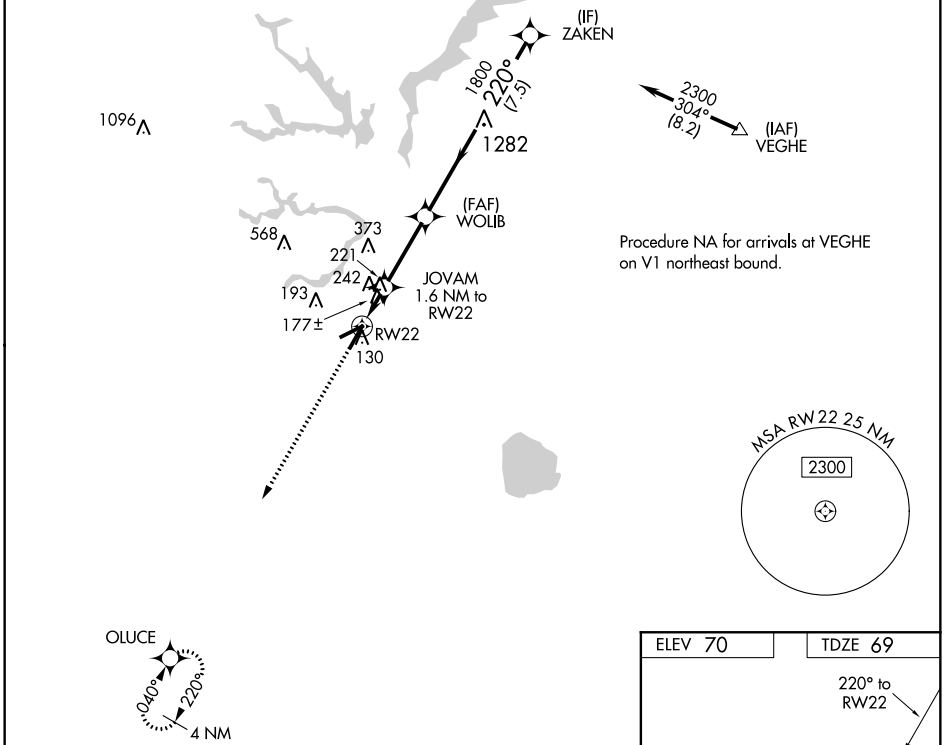 (IF)
ZAKEN
1800
220°
(7.5)
2300
304°
(8.2)
(IAF)
VEGHE
1096
1282
(FAF)
WOLIB
Procedure NA for arrivals at VEGHE
on V1 northeast bound.
568
373
221
242
193
177±
JOVAM
1.6 NM to
RW22
RW22
130
MSA RW22 25 NM
2300
OLUCE
040°
220°
4 NM
ELEV 70
TDZE 69
220° to
RW22